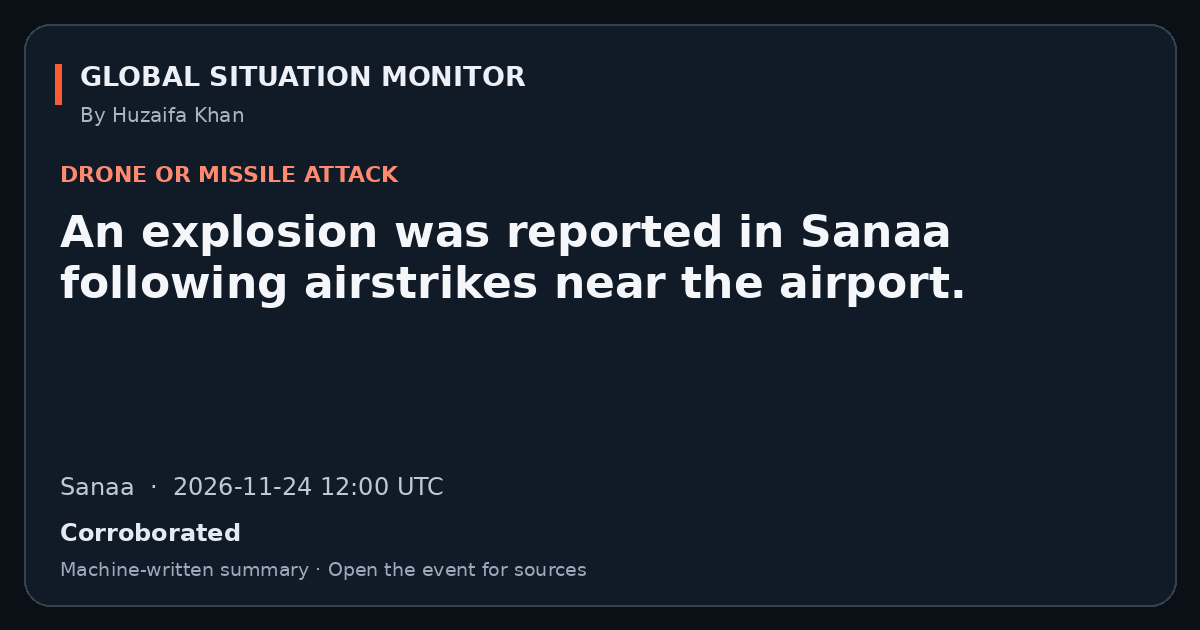 GLOBAL SITUATION MONITOR
By Huzaifa Khan
DRONE OR MISSILE ATTACK
An explosion was reported in Sanaa
following airstrikes near the airport.
Sanaa · 2026-11-24 12:00 UTC
Corroborated
Machine-written summary · Open the event for sources